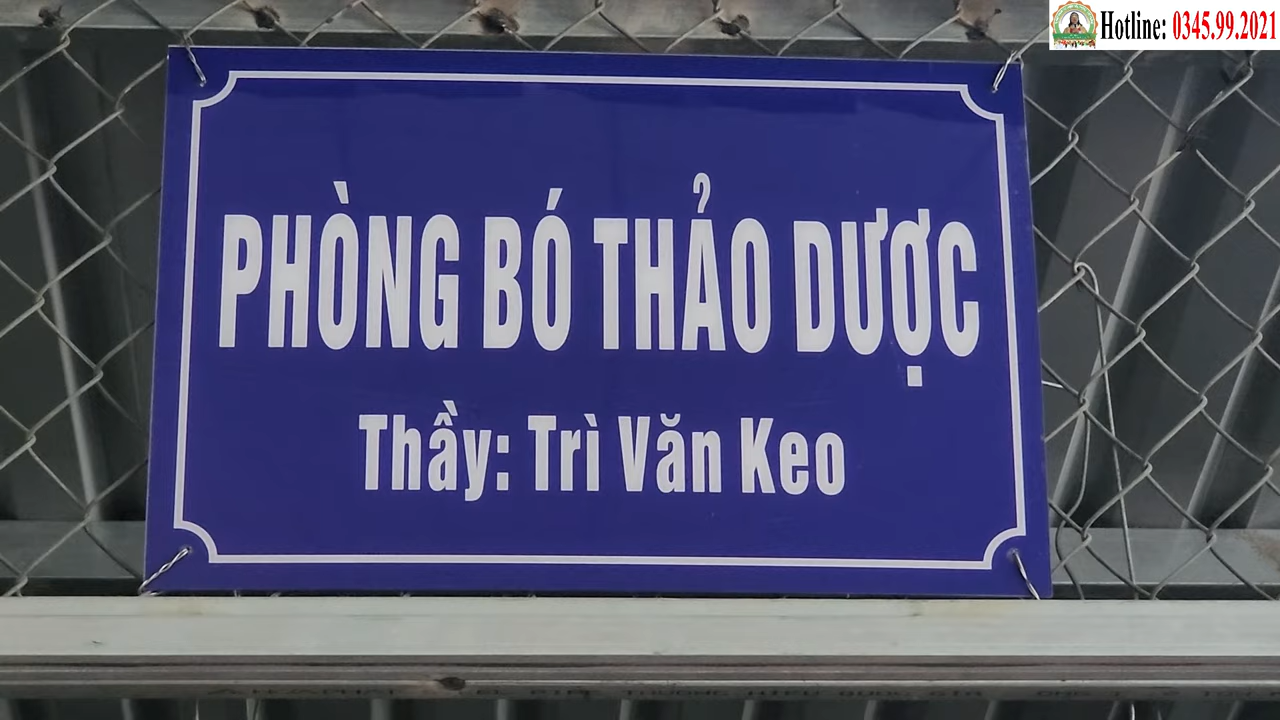 Hotline: 0345.99.2021
PHÒNG BÓ THẢO DƯỢC
Thầy: Trì Văn Keo